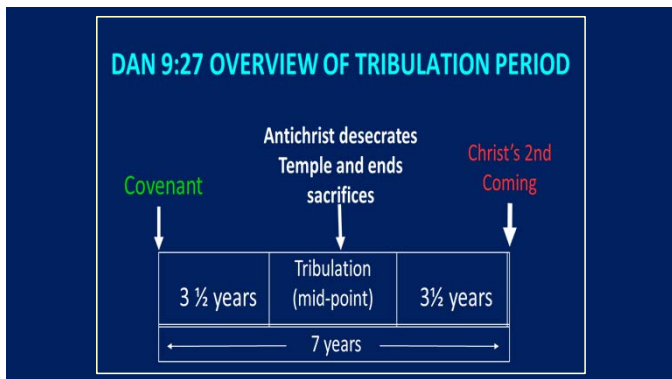 DAN 9:27 OVERVIEW OF TRIBULATION PERIOD
Antichrist desecrates
Temple and ends
sacrifices
Christ's 2nd
Coming
Covenant
3 ½ years
Tribulation
(mid-point)
3½ years
7 years